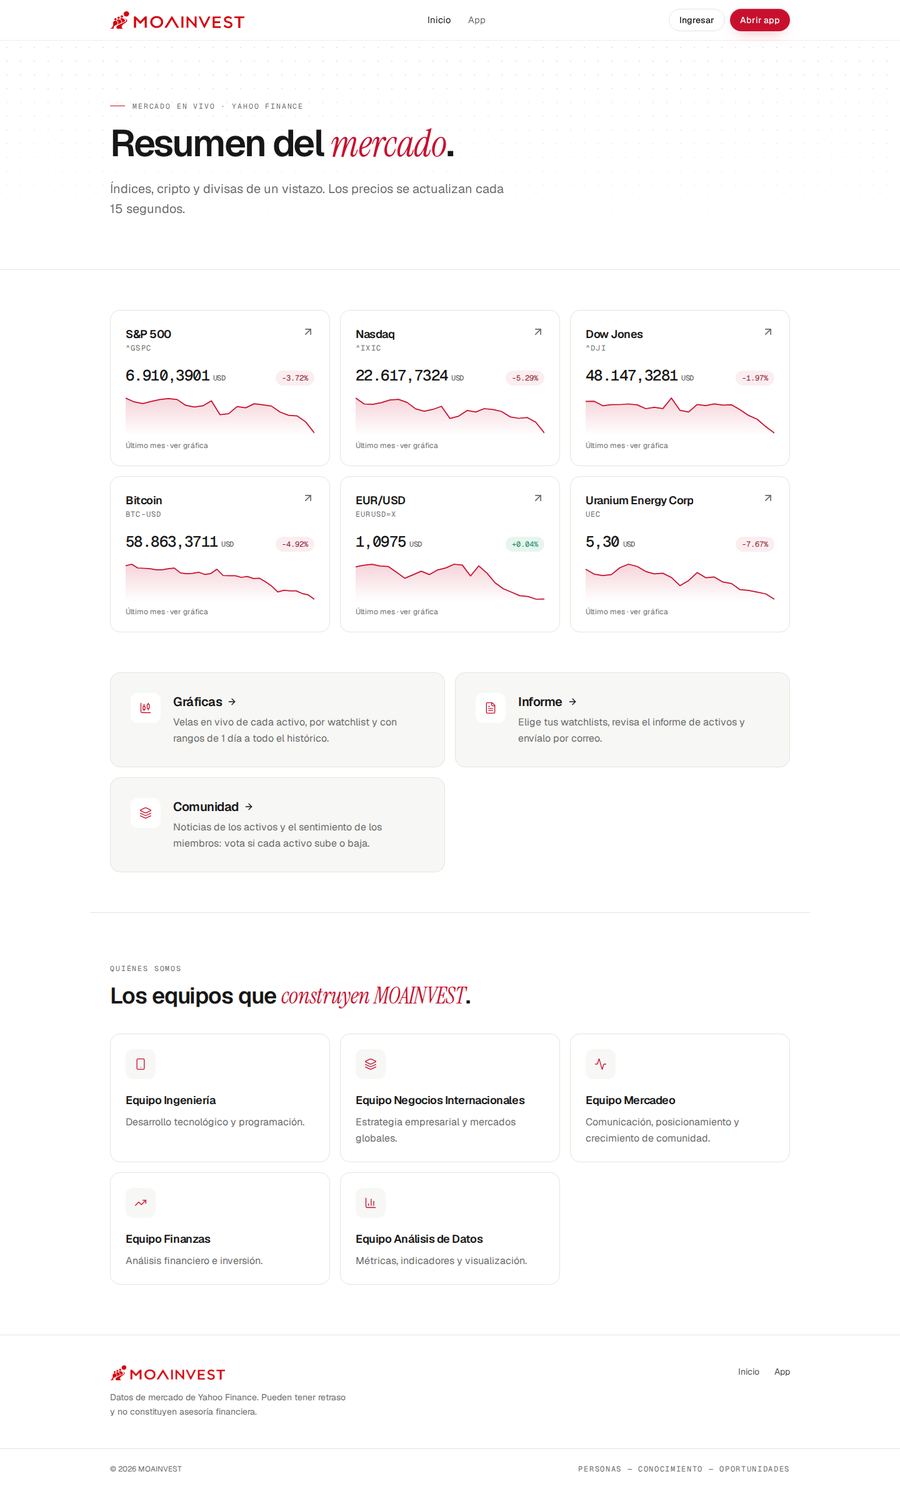 MOAINVEST
Inicio
App
Ingresar
Abrir app
MERCADO EN VIVO · YAHOO FINANCE
Resumen del mercado.
Índices, cripto y divisas de un vistazo. Los precios se actualizan cada
15 segundos.
S&P 500
^GSPC
6.910,3901 USD
-3.72%
Último mes · ver gráfica
Nasdaq
^IXIC
22.617,7324 USD
-5.29%
Último mes · ver gráfica
Dow Jones
^DJI
48.147,3281 USD
-1.97%
Último mes · ver gráfica
Bitcoin
BTC-USD
58.863,3711 USD
-4.92%
Último mes · ver gráfica
EUR/USD
EURUSD=X
1,0975 USD
+0.04%
Último mes · ver gráfica
Uranium Energy Corp
UEC
5,30 USD
-7.67%
Último mes · ver gráfica
Gráficas →
Velas en vivo de cada activo, por watchlist y con
rangos de 1 día a todo el histórico.
Informe →
Elige tus watchlists, revisa el informe de activos y
envíalo por correo.
Comunidad →
Noticias de los activos y el sentimiento de los
miembros: vota si cada activo sube o baja.
QUIÉNES SOMOS
Los equipos que construyen MOAINVEST.
Equipo Ingeniería
Desarrollo tecnológico y programación.
Equipo Negocios Internacionales
Estrategia empresarial y mercados
globales.
Equipo Mercadeo
Comunicación, posicionamiento y
crecimiento de comunidad.
Equipo Finanzas
Análisis financiero e inversión.
Equipo Análisis de Datos
Métricas, indicadores y visualización.
MOAINVEST
Inicio
App
Datos de mercado de Yahoo Finance. Pueden tener retraso
y no constituyen asesoría financiera.
© 2026 MOAINVEST
PERSONAS — CONOCIMIENTO — OPORTUNIDADES